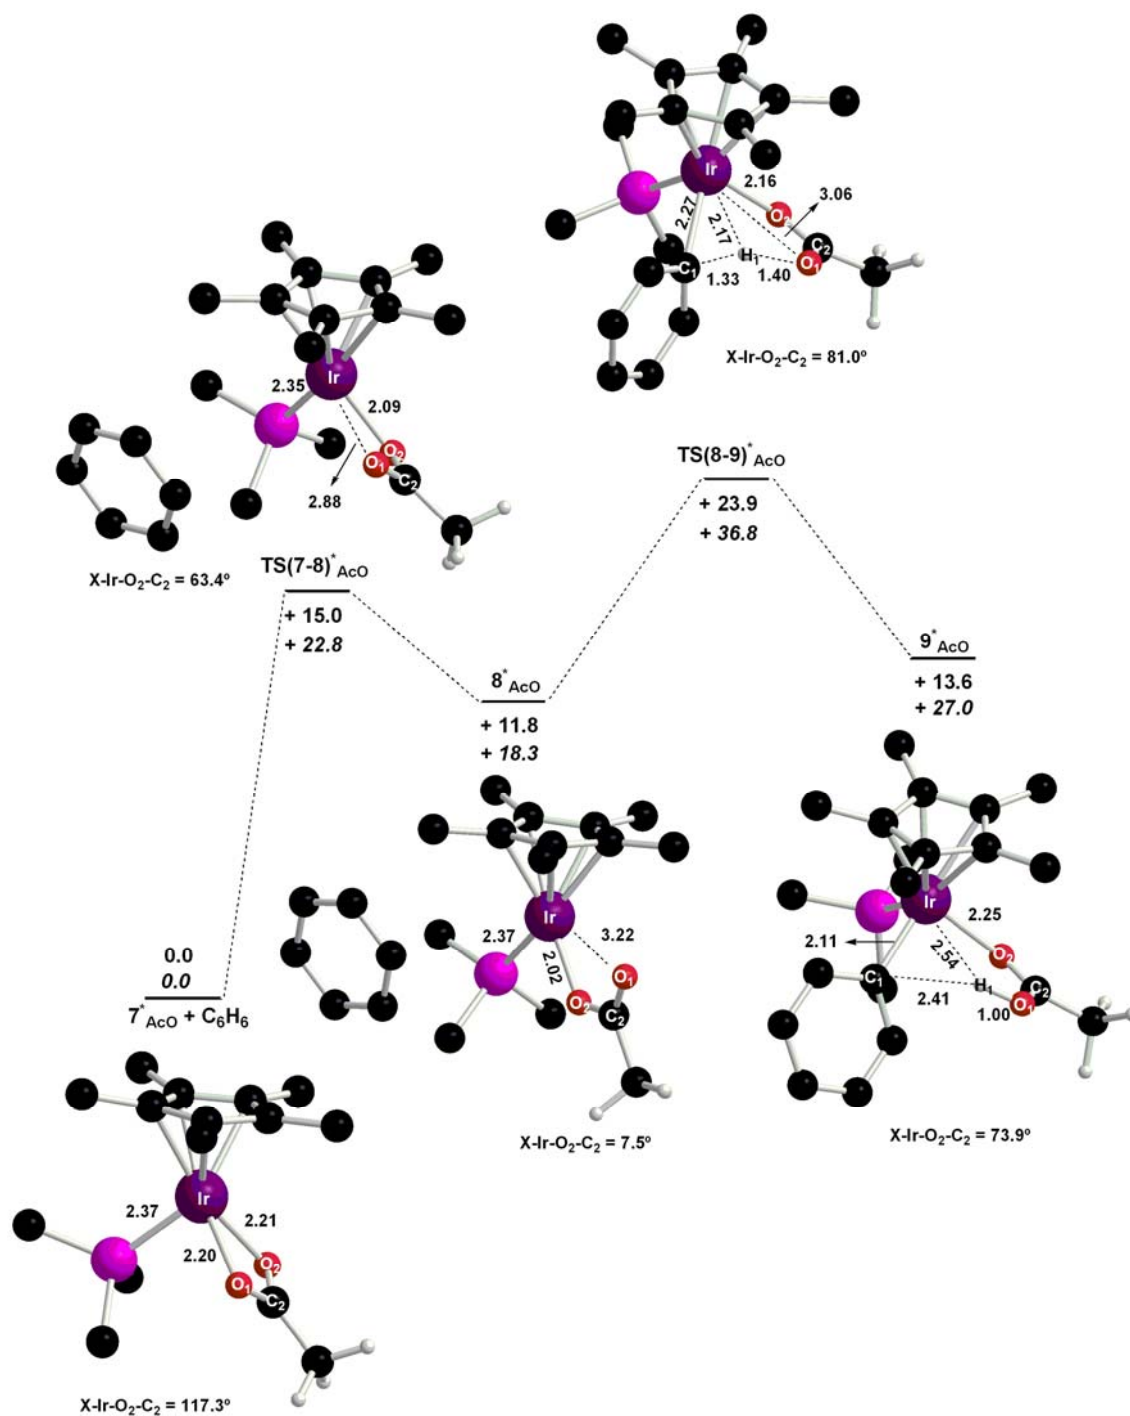 Ir
2.16
3.06
O2
C2
2.27
2.17
H1
O1
C1
1.33
1.40
X-Ir-O2-C2 = 81.0º
Ir
2.35
2.09
O2
O1
C2
2.88
X-Ir-O2-C2 = 63.4º
TS(8-9)*AcO
+ 23.9
+ 36.8
TS(7-8)*AcO
+ 15.0
+ 22.8
8*AcO
+ 11.8
+ 18.3
9*AcO
+ 13.6
+ 27.0
Ir
2.37
3.22
2.02
O1
O2
C2
X-Ir-O2-C2 = 7.5º
Ir
2.25
2.11
2.54
O2
C1
H1
C2
2.41
O1
1.00
X-Ir-O2-C2 = 73.9º
0.0
0.0
7*AcO + C6H6
Ir
2.37
2.21
2.20
O2
O1
C2
X-Ir-O2-C2 = 117.3º